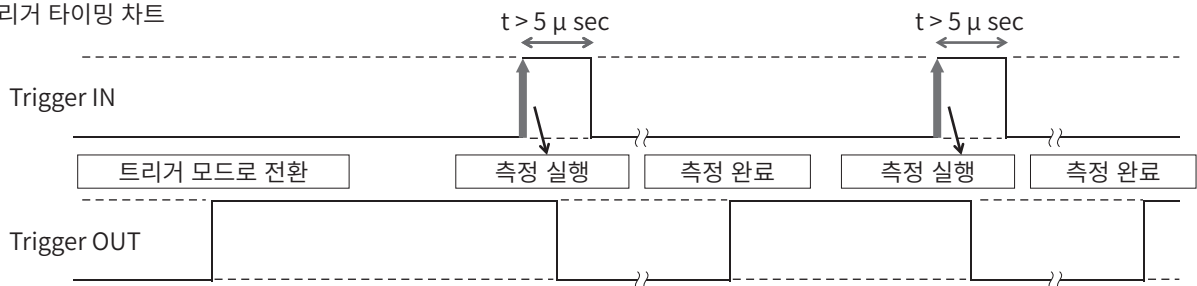 리거 타이밍 차트
t > 5 μ sec
t > 5 μ sec
Trigger IN
트리거 모드로 전환
측정 실행
측정 완료
측정 실행
측정 완료
Trigger OUT